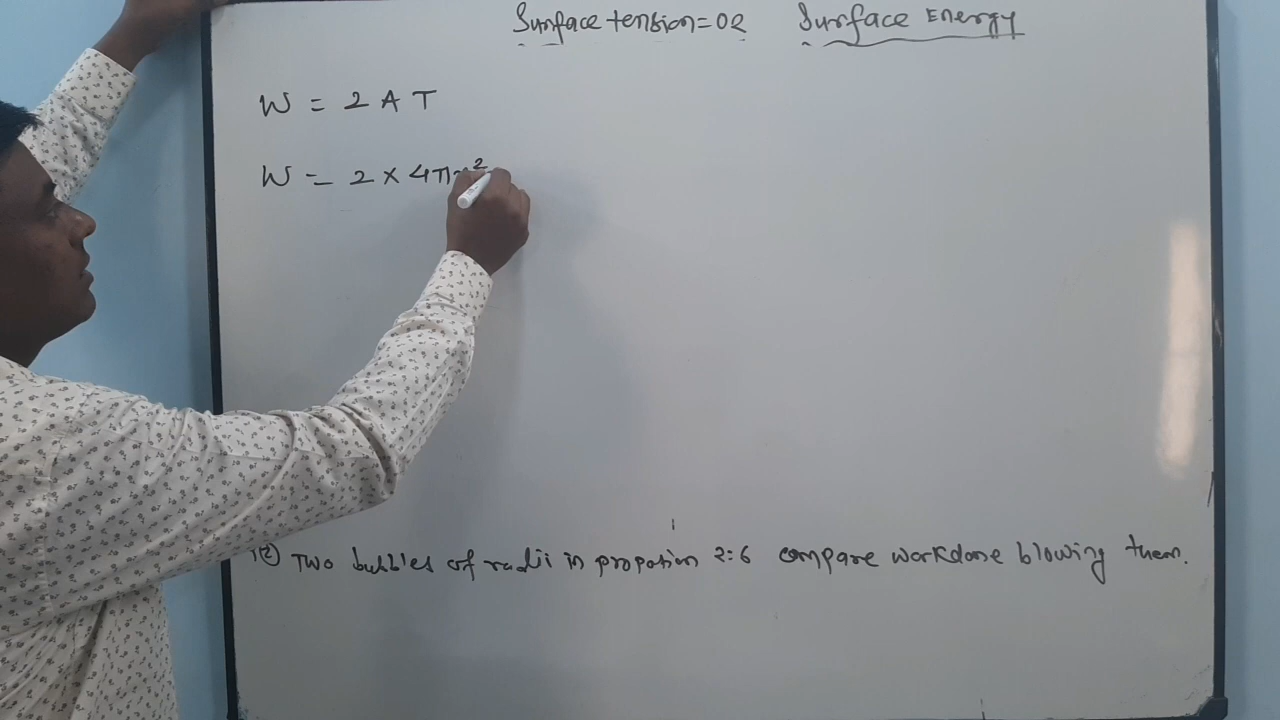 Surface tension=02 Surface Energy
W = 2 A T
W = 2 × 4πr²
12) Two bubbles of radii in propotion 2:6 compare workdone blowing them.